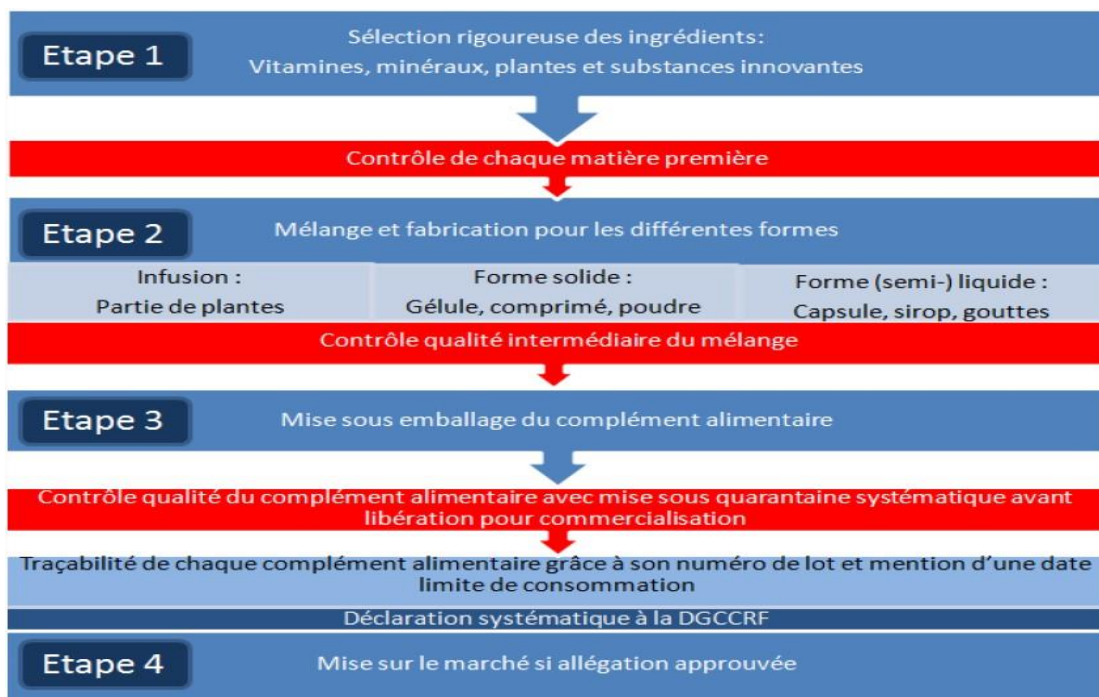 Etape 1
Sélection rigoureuse des ingrédients:
Vitamines, minéraux, plantes et substances innovantes
Contrôle de chaque matière première
Etape 2
Mélange et fabrication pour les différentes formes
Infusion :
Partie de plantes
Forme solide :
Gélule, comprimé, poudre
Forme (semi-) liquide :
Capsule, sirop, gouttes
Contrôle qualité intermédiaire du mélange
Etape 3
Mise sous emballage du complément alimentaire
Contrôle qualité du complément alimentaire avec mise sous quarantaine systématique avant
libération pour commercialisation
Traçabilité de chaque complément alimentaire grâce à son numéro de lot et mention d'une date
limite de consommation
Déclaration systématique à la DGCCRF
Etape 4
Mise sur le marché si allégation approuvée